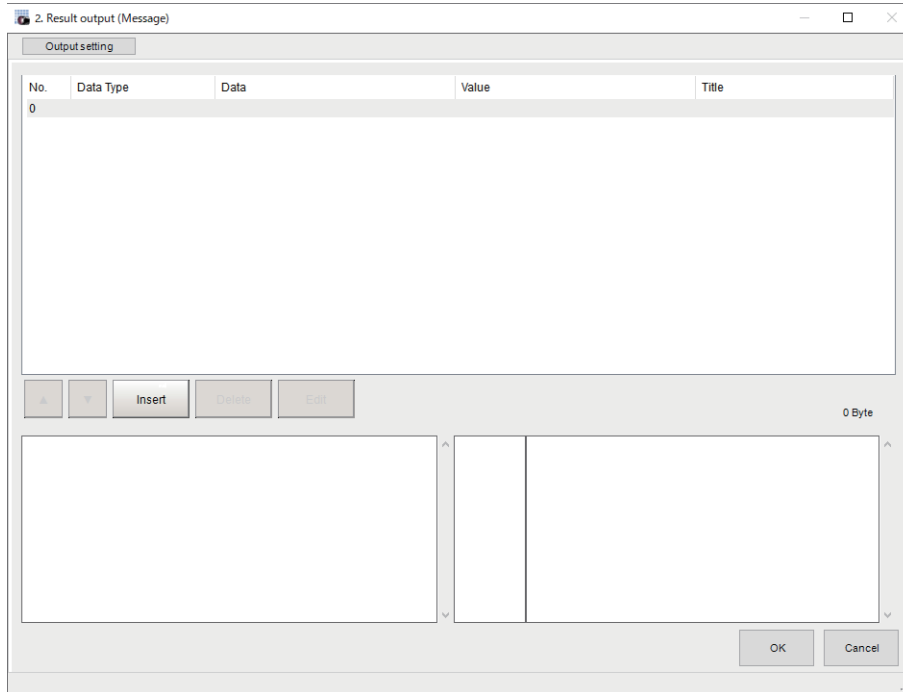 2. Result output (Message)
Output setting
No. Data Type Data Value Title
0
▲ ▼ Insert Delete Edit
0 Byte
OK Cancel